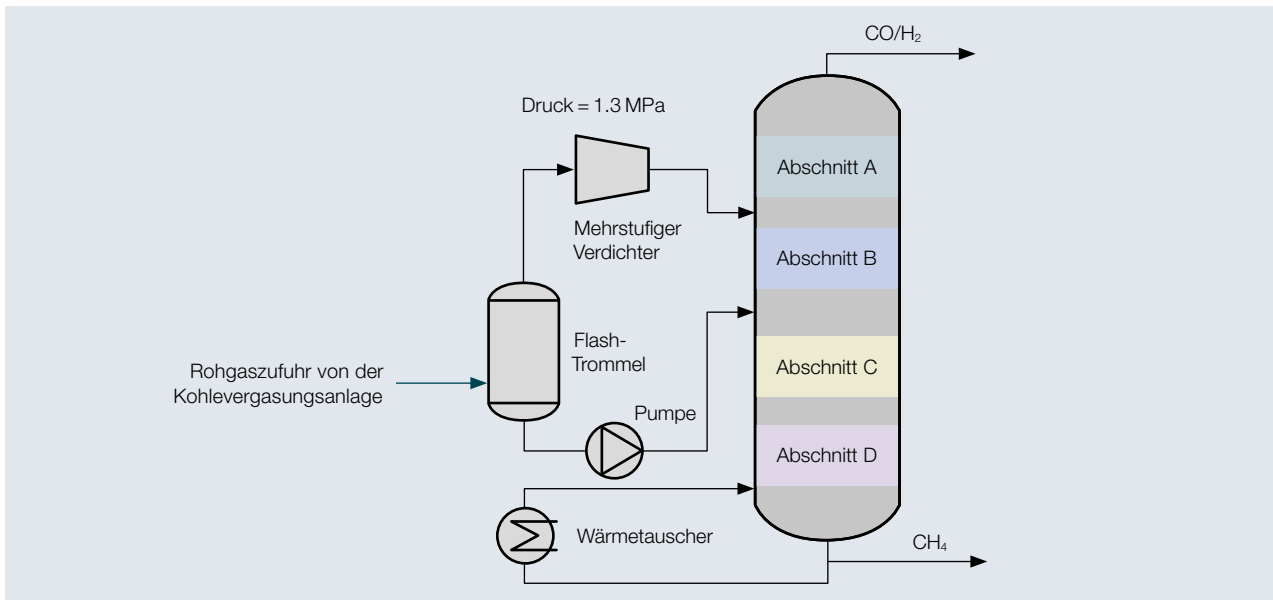 CO/H₂
Druck = 1.3 MPa
Abschnitt A
Mehrstufiger
Verdichter
Abschnitt B
Flash-
Trommel
Rohgaszufuhr von der
Kohlevergasungsanlage
Abschnitt C
Pumpe
Abschnitt D
Wärmetauscher
CH₄